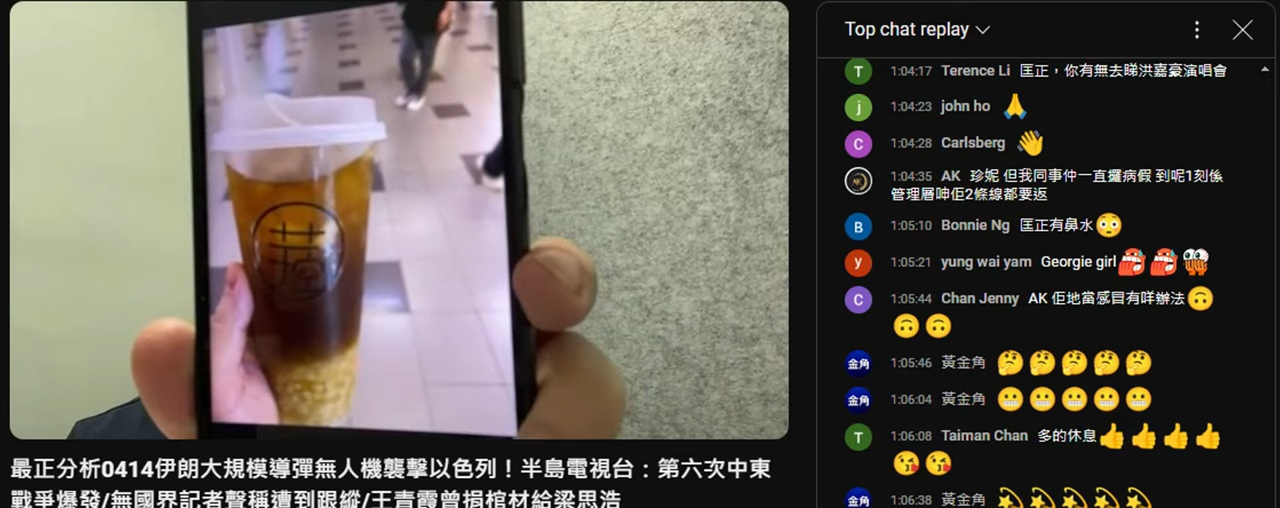 最正分析0414伊朗大規模導彈無人機襲擊以色列！半島電視台：第六次中東
戰爭爆發/無國界記者聲稱遭到跟縱/王青霞曾捐棺材給梁思浩
Top chat replay
T 1:04:17 Terence Li 匡正，你有無去睇洪嘉豪演唱會
j 1:04:23 john ho 🙏
C 1:04:28 Carlsberg 👋
AK 1:04:35 AK 珍妮 但我同事仲一直攞病假 到呢1刻係
管理層呻佢2條線都要返
B 1:05:10 Bonnie Ng 匡正有鼻水😳
y 1:05:21 yung wai yam Georgie girl
C 1:05:44 Chan Jenny AK 佢地當感冒有咩辦法🙃
🙃🙃
金角 1:05:46 黃金角 🤔🤔🤔🤔🤔
金角 1:06:04 黃金角 😬😬😬😬😬
T 1:06:08 Taiman Chan 多的休息👍👍👍👍
😘😘
金角 1:06:38 黃金角 💫💫💫💫💫